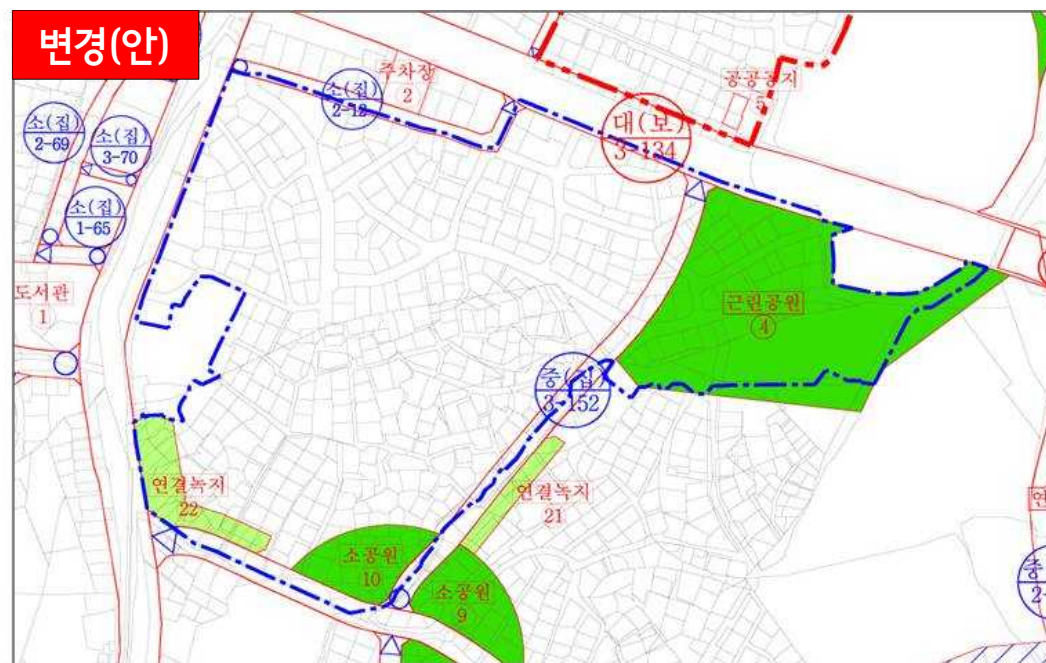 변경(안)
주차장
2
공공공지
5
소(집)
2-12
소(집)
2-69
소(집)
3-70
대(보)
3-134
소(집)
1-65
도서관
1
근린공원
4
중(집)
3-152
연결녹지
22
연결녹지
21
소공원
10
소공원
9
연
중
2-